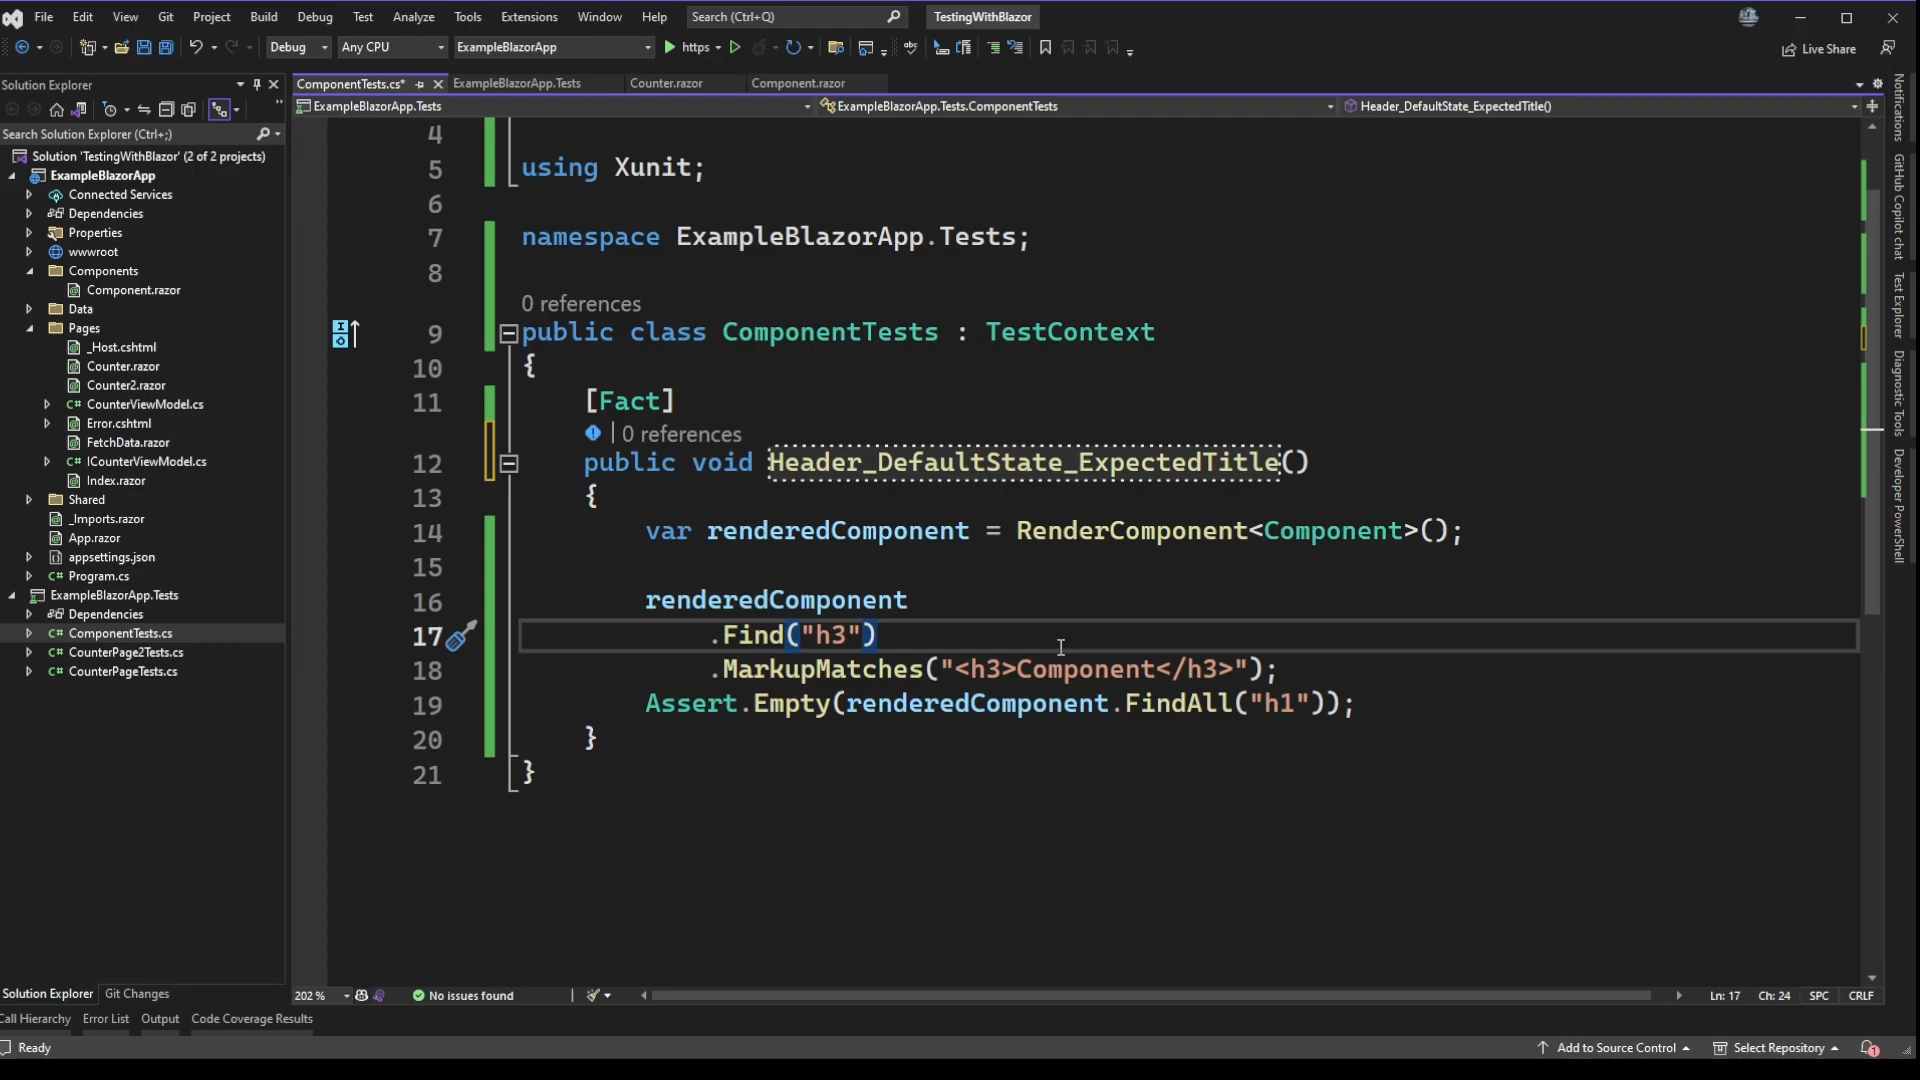 File Edit View Git Project Build Debug Test Analyze Tools Extensions Window Help Search (Ctrl+Q) TestingWithBlazor
Debug Any CPU ExampleBlazorApp https Live Share
Solution Explorer
Search Solution Explorer (Ctrl+;)
Solution 'TestingWithBlazor' (2 of 2 projects)
ExampleBlazorApp
Connected Services
Dependencies
Properties
wwwroot
Components
Component.razor
Data
Pages
_Host.cshtml
Counter.razor
Counter2.razor
C# CounterViewModel.cs
Error.cshtml
FetchData.razor
C# ICounterViewModel.cs
Index.razor
Shared
_Imports.razor
App.razor
appsettings.json
C# Program.cs
ExampleBlazorApp.Tests
Dependencies
C# ComponentTests.cs
C# CounterPage2Tests.cs
C# CounterPageTests.cs
Solution Explorer Git Changes
ComponentTests.cs* ExampleBlazorApp.Tests Counter.razor Component.razor
ExampleBlazorApp.Tests ExampleBlazorApp.Tests.ComponentTests Header_DefaultState_ExpectedTitle()
4
5 using Xunit;
6
7 namespace ExampleBlazorApp.Tests;
8
0 references
9 public class ComponentTests : TestContext
10 {
11 [Fact]
| 0 references
12 public void Header_DefaultState_ExpectedTitle()
13 {
14 var renderedComponent = RenderComponent<Component>();
15
16 renderedComponent
17 .Find("h3")
18 .MarkupMatches("<h3>Component</h3>");
19 Assert.Empty(renderedComponent.FindAll("h1"));
20 }
21 }
202 % No issues found Ln: 17 Ch: 24 SPC CRLF
Notifications
GitHub Copilot chat
Test Explorer
Diagnostic Tools
Developer PowerShell
Call Hierarchy Error List Output Code Coverage Results
Ready Add to Source Control Select Repository 1